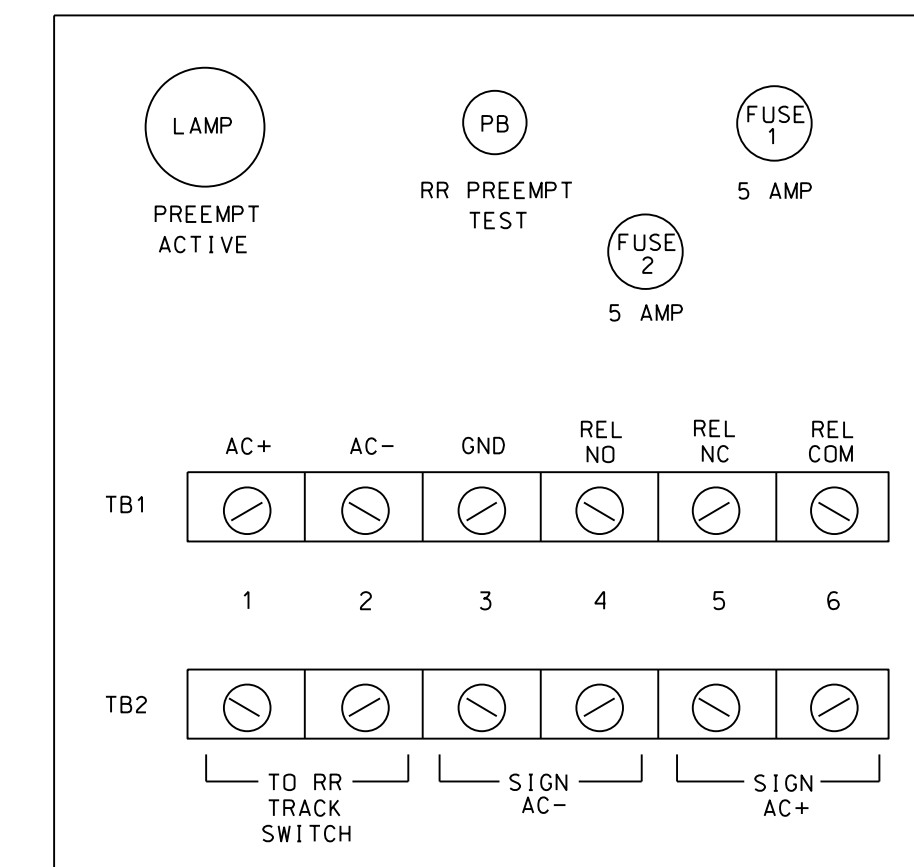 LAMP
PREEMPT
ACTIVE
PB
RR PREEMPT
TEST
FUSE
1
5 AMP
FUSE
2
5 AMP
AC+
AC-
GND
REL
NO
REL
NC
REL
COM
TB1
1 2 3 4 5 6
TB2
TO RR
TRACK
SWITCH
SIGN
AC-
SIGN
AC+